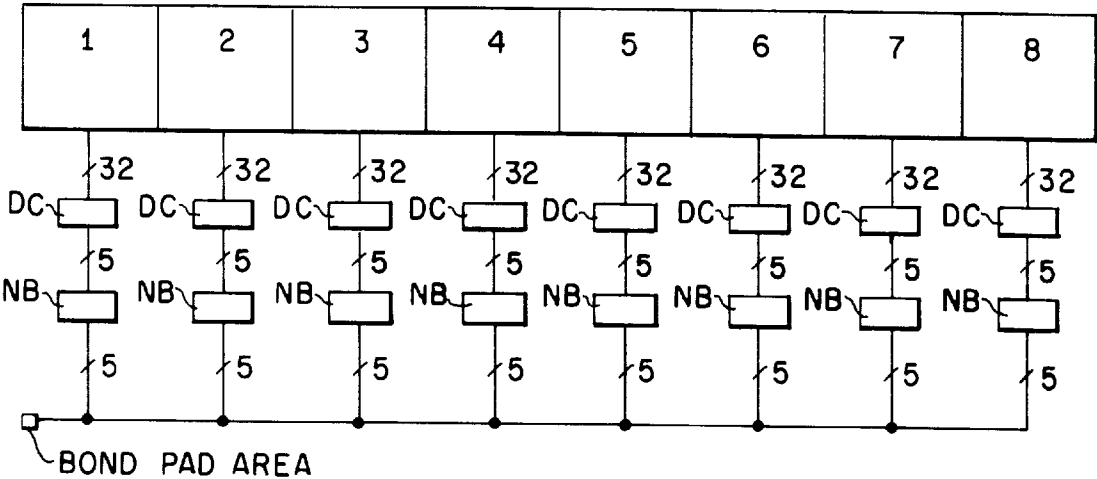 1 2 3 4 5 6 7 8
32 32 32 32 32 32 32 32
DC DC DC DC DC DC DC DC
5 5 5 5 5 5 5 5
NB NB NB NB NB NB NB NB
5 5 5 5 5 5 5 5
BOND PAD AREA